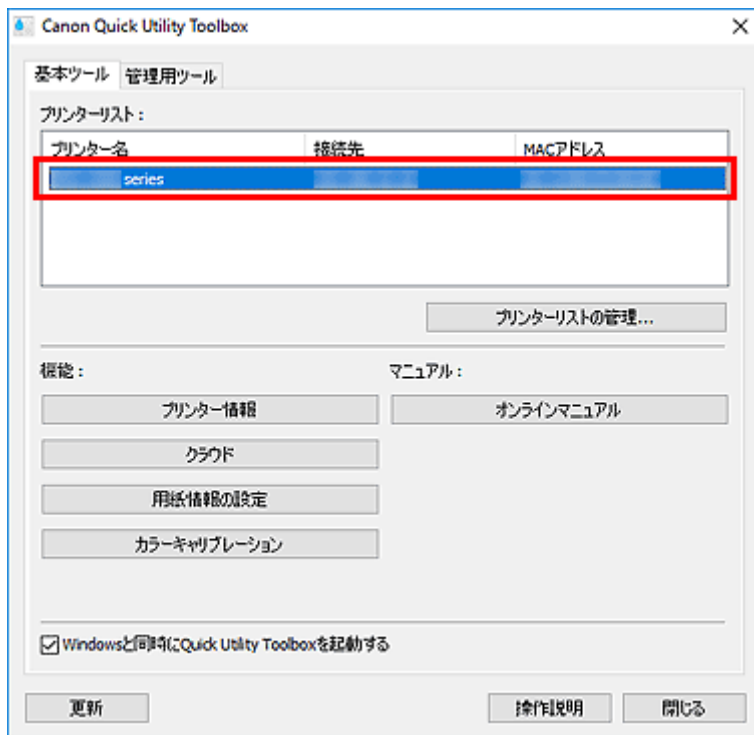 Canon Quick Utility Toolbox
基本ツール 管理用ツール
プリンターリスト：
プリンター名 接続先 MACアドレス
series
プリンターリストの管理...
機能： マニュアル：
プリンター情報 オンラインマニュアル
クラウド
用紙情報の設定
カラーキャリブレーション
Windowsと同時にQuick Utility Toolboxを起動する
更新 操作説明 閉じる